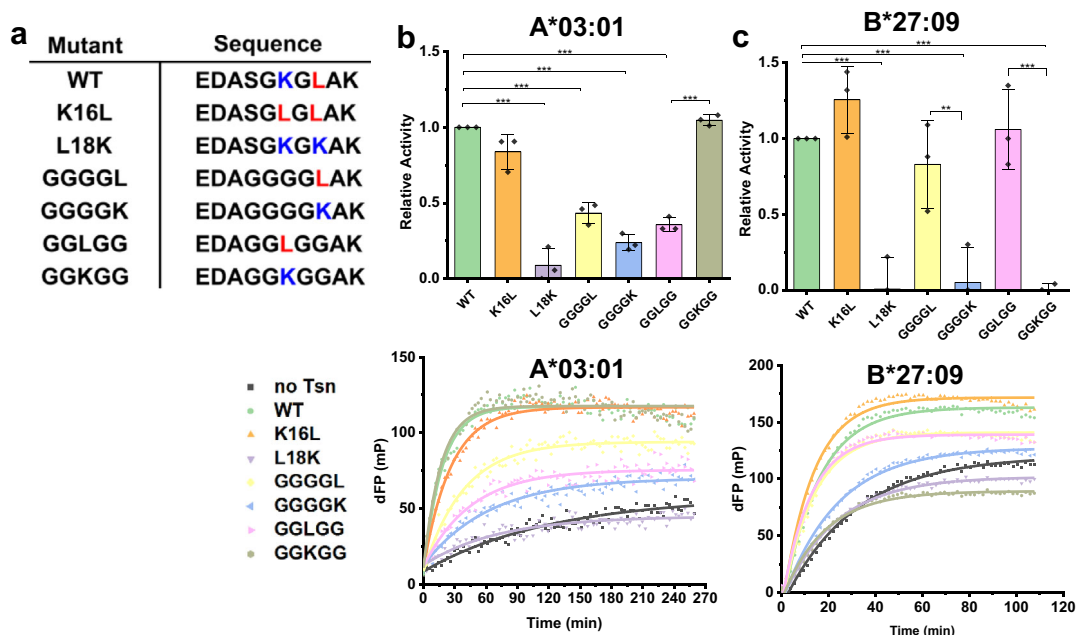 a
Mutant Sequence
WT EDASGKGLAK
K16L EDASGLGLAK
L18K EDASGKGKAK
GGGGL EDAGGGGLAK
GGGGK EDAGGGGKAK
GGLGG EDAGGLGGAK
GGKGG EDAGGKGGAK
no Tsn
WT
K16L
L18K
GGGGL
GGGGK
GGLGG
GGKGG
b
A*03:01
Relative Activity
1.5
1.0
0.5
0.0
***
***
***
***
***
WT K16L L18K GGGGL GGGGK GGLGG GGKGG
A*03:01
dFP (mP)
150
100
50
0
0 30 60 90 120 150 180 210 240 270
Time (min)
c
B*27:09
Relative Activity
1.5
1.0
0.5
0.0
***
***
***
**
***
WT K16L L18K GGGGL GGGGK GGLGG GGKGG
B*27:09
dFP (mP)
200
150
100
50
0
0 20 40 60 80 100 120
Time (min)